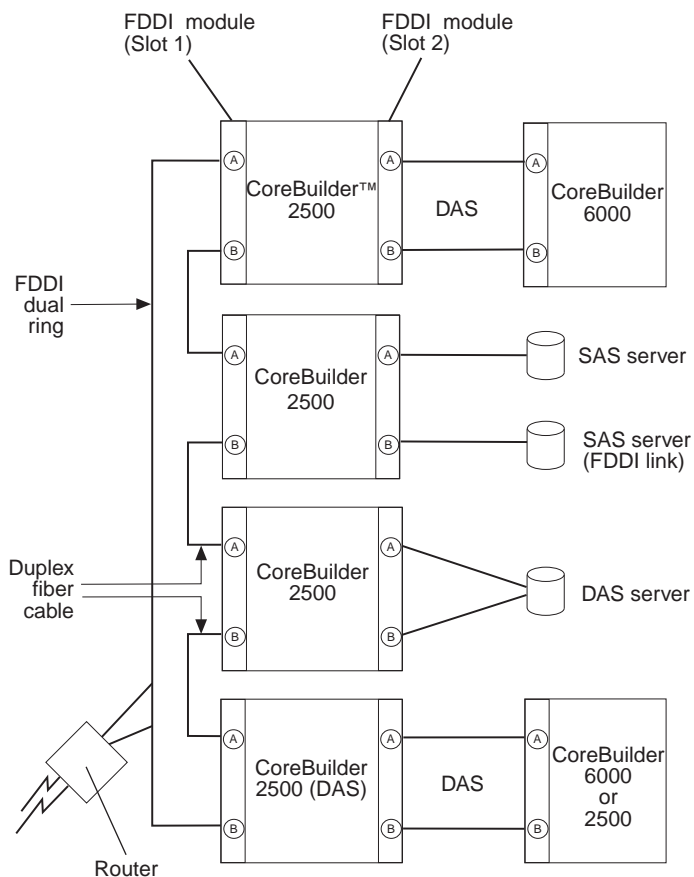 FDDI module
(Slot 1)
FDDI module
(Slot 2)
A
A
A
CoreBuilder™
2500
DAS
CoreBuilder
6000
B
B
B
FDDI
dual
ring
A
A
SAS server
CoreBuilder
2500
B
B
SAS server
(FDDI link)
A
A
Duplex
fiber
cable
CoreBuilder
2500
DAS server
B
B
A
A
A
CoreBuilder
2500 (DAS)
DAS
CoreBuilder
6000
or
2500
B
B
B
Router